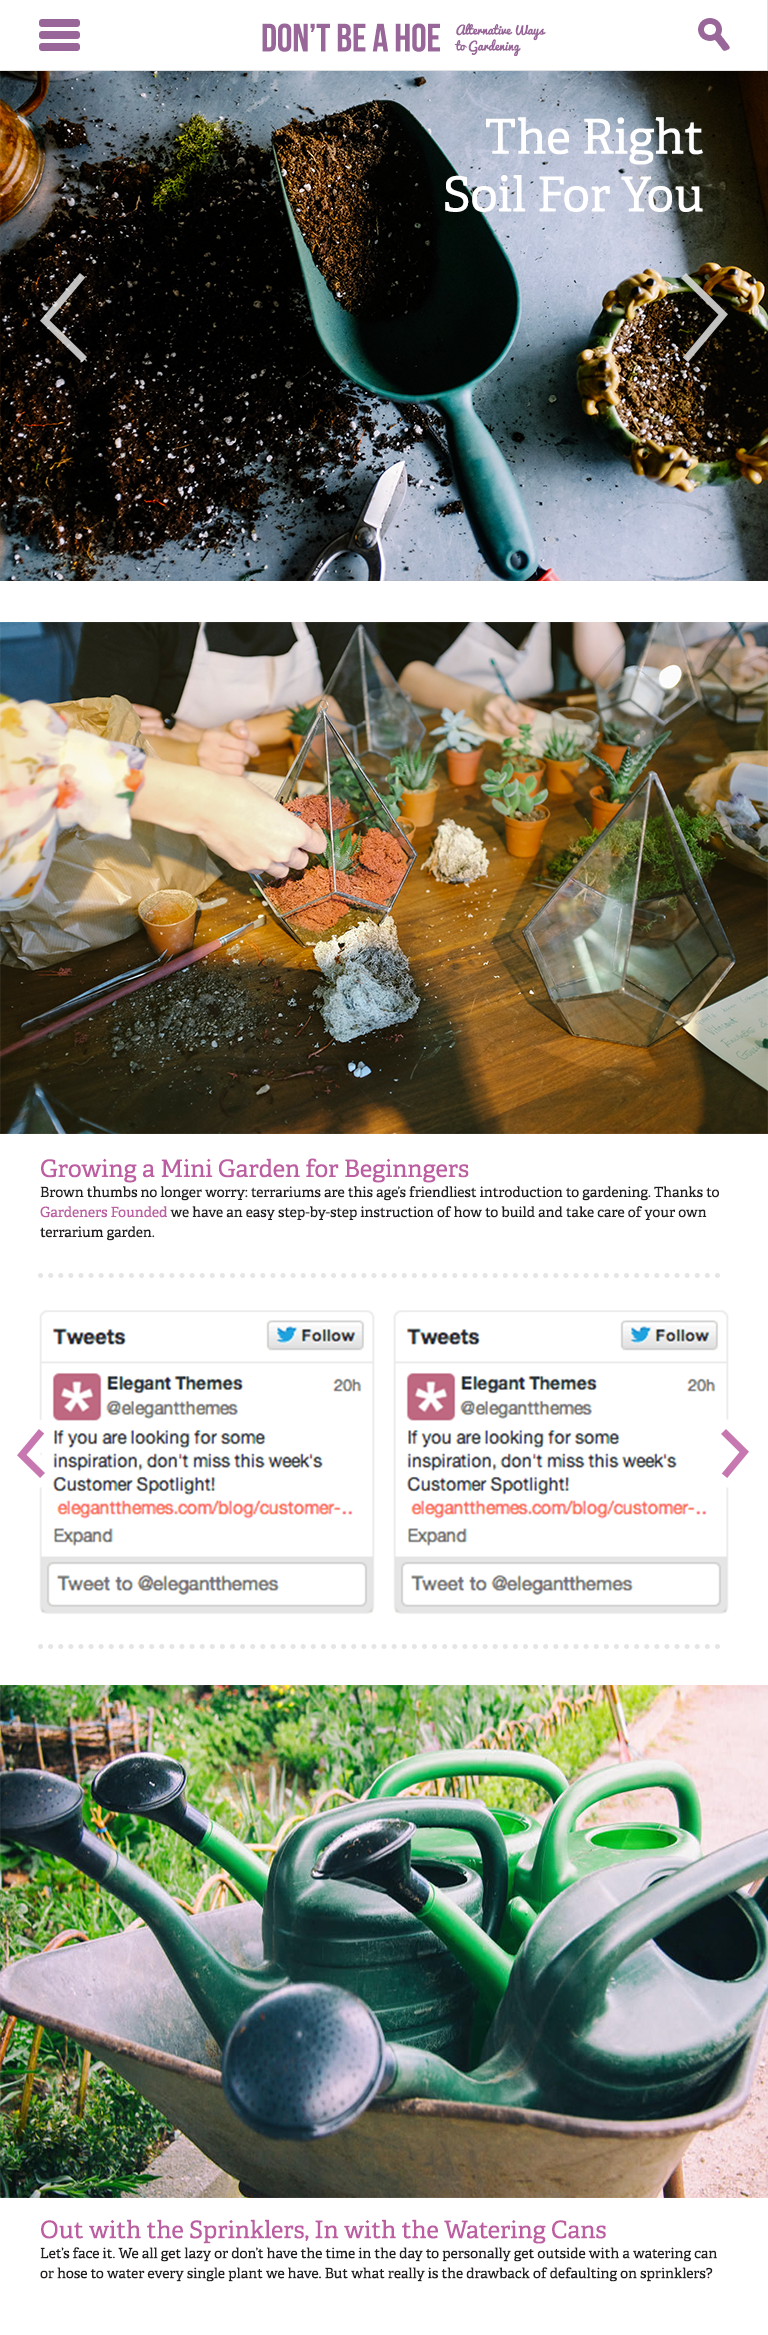 DON'T BE A HOE
Alternative Ways
to Gardening
The Right
Soil For You
Growing a Mini Garden for Beginngers
Brown thumbs no longer worry: terrariums are this age's friendliest introduction to gardening. Thanks to
Gardeners Founded we have an easy step-by-step instruction of how to build and take care of your own
terrarium garden.
Tweets
Follow
Elegant Themes
20h
@elegantthemes
If you are looking for some
inspiration, don't miss this week's
Customer Spotlight!
elegantthemes.com/blog/customer-..
Expand
Tweet to @elegantthemes
Tweets
Follow
Elegant Themes
20h
@elegantthemes
If you are looking for some
inspiration, don't miss this week's
Customer Spotlight!
elegantthemes.com/blog/customer-..
Expand
Tweet to @elegantthemes
Out with the Sprinklers, In with the Watering Cans
Let's face it. We all get lazy or don't have the time in the day to personally get outside with a watering can
or hose to water every single plant we have. But what really is the drawback of defaulting on sprinklers?